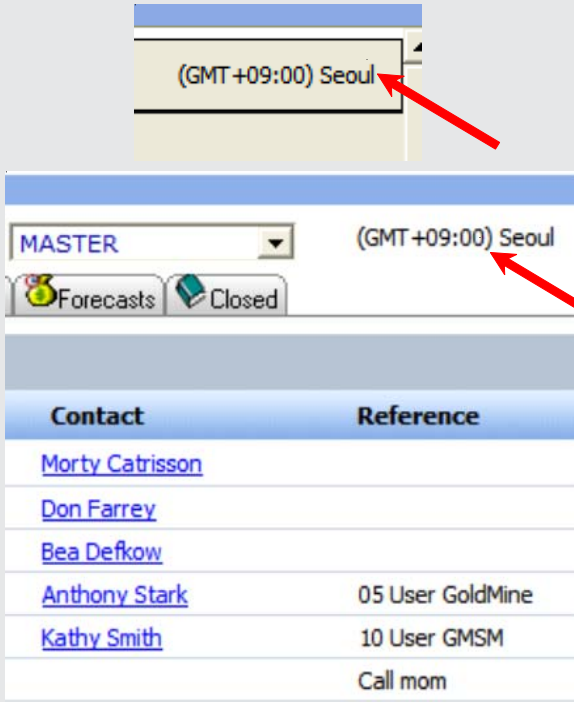 (GMT+09:00) Seoul
MASTER (GMT+09:00) Seoul
Forecasts Closed
Contact Reference
Morty Catrisson
Don Farrey
Bea Defkow
Anthony Stark 05 User GoldMine
Kathy Smith 10 User GMSM
Call mom